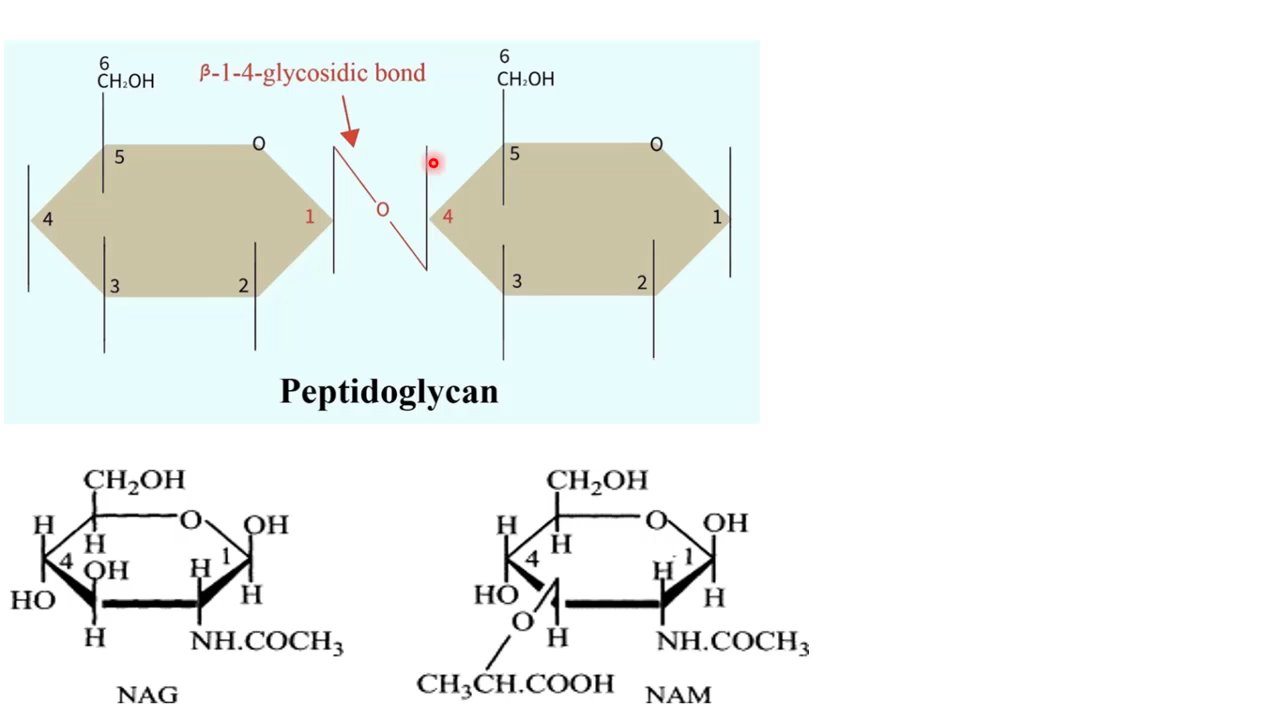 6 CH₂OH β-1-4-glycosidic bond 6 CH₂OH
5 O 5 O
4 1 O 4 1
3 2 3 2
Peptidoglycan
CH₂OH CH₂OH
H O OH H O OH
4 H 1 4 H 1
OH H H
HO H HO H
O
H NH.COCH₃ H NH.COCH₃
CH₃CH.COOH
NAG NAM